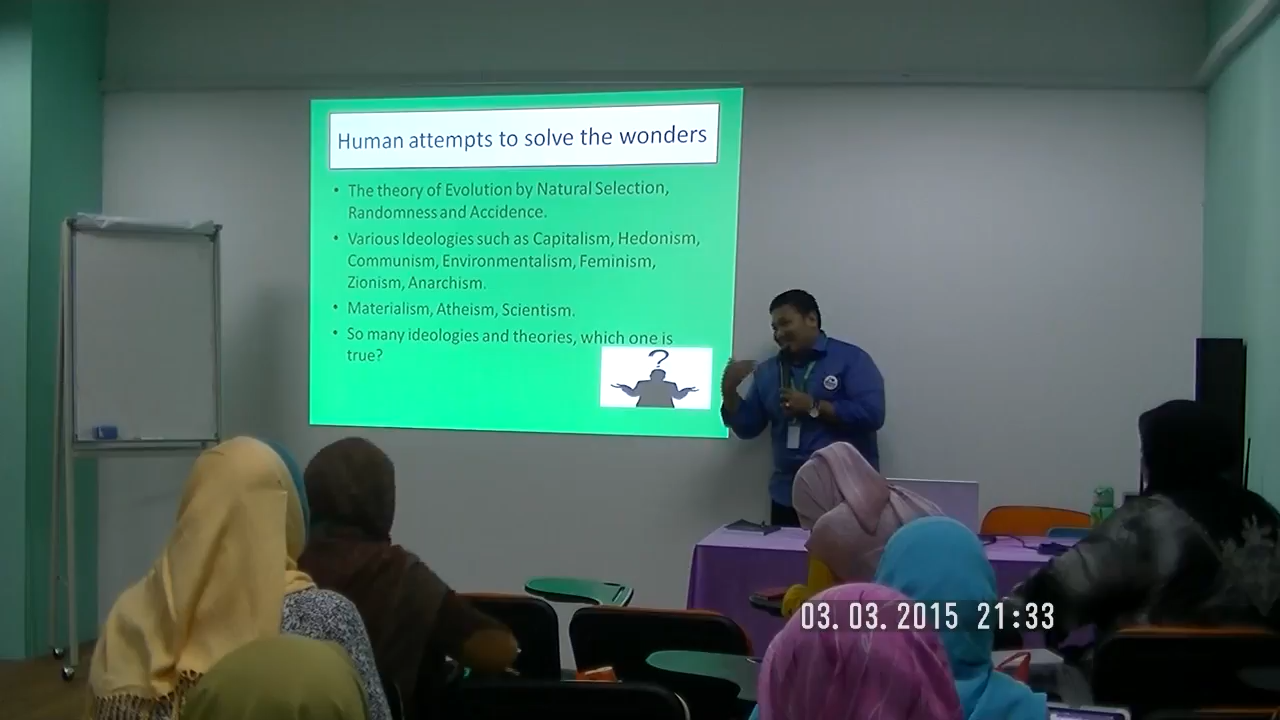 Human attempts to solve the wonders
• The theory of Evolution by Natural Selection,
Randomness and Accidence.
• Various Ideologies such as Capitalism, Hedonism,
Communism, Environmentalism, Feminism,
Zionism, Anarchism.
• Materialism, Atheism, Scientism.
• So many ideologies and theories, which one is
true?
?
03. 03. 2015 21:33